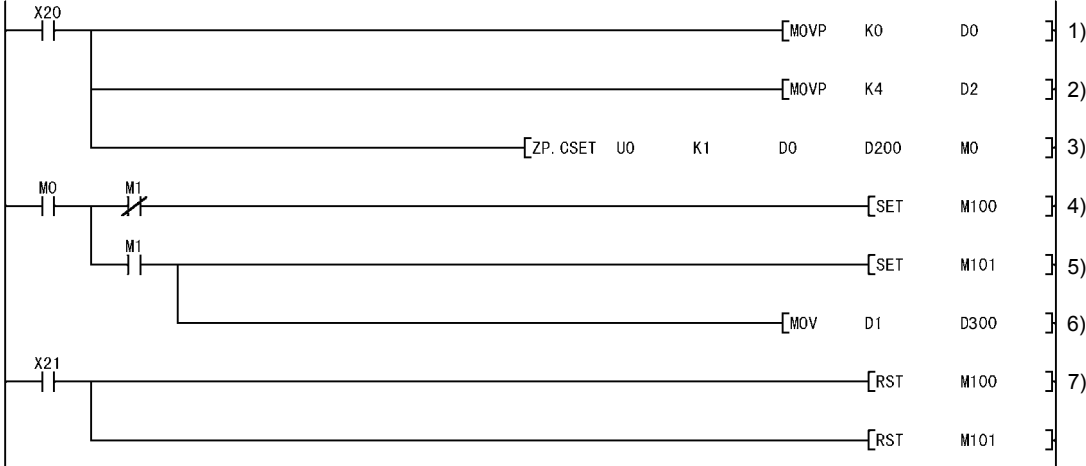 X20
[MOVP K0 D0 ] 1)
[MOVP K4 D2 ] 2)
[ZP.CSET U0 K1 D0 D200 M0 ] 3)
M0 M1
[SET M100 ] 4)
M1
[SET M101 ] 5)
[MOV D1 D300 ] 6)
X21
[RST M100 ] 7)
[RST M101 ]